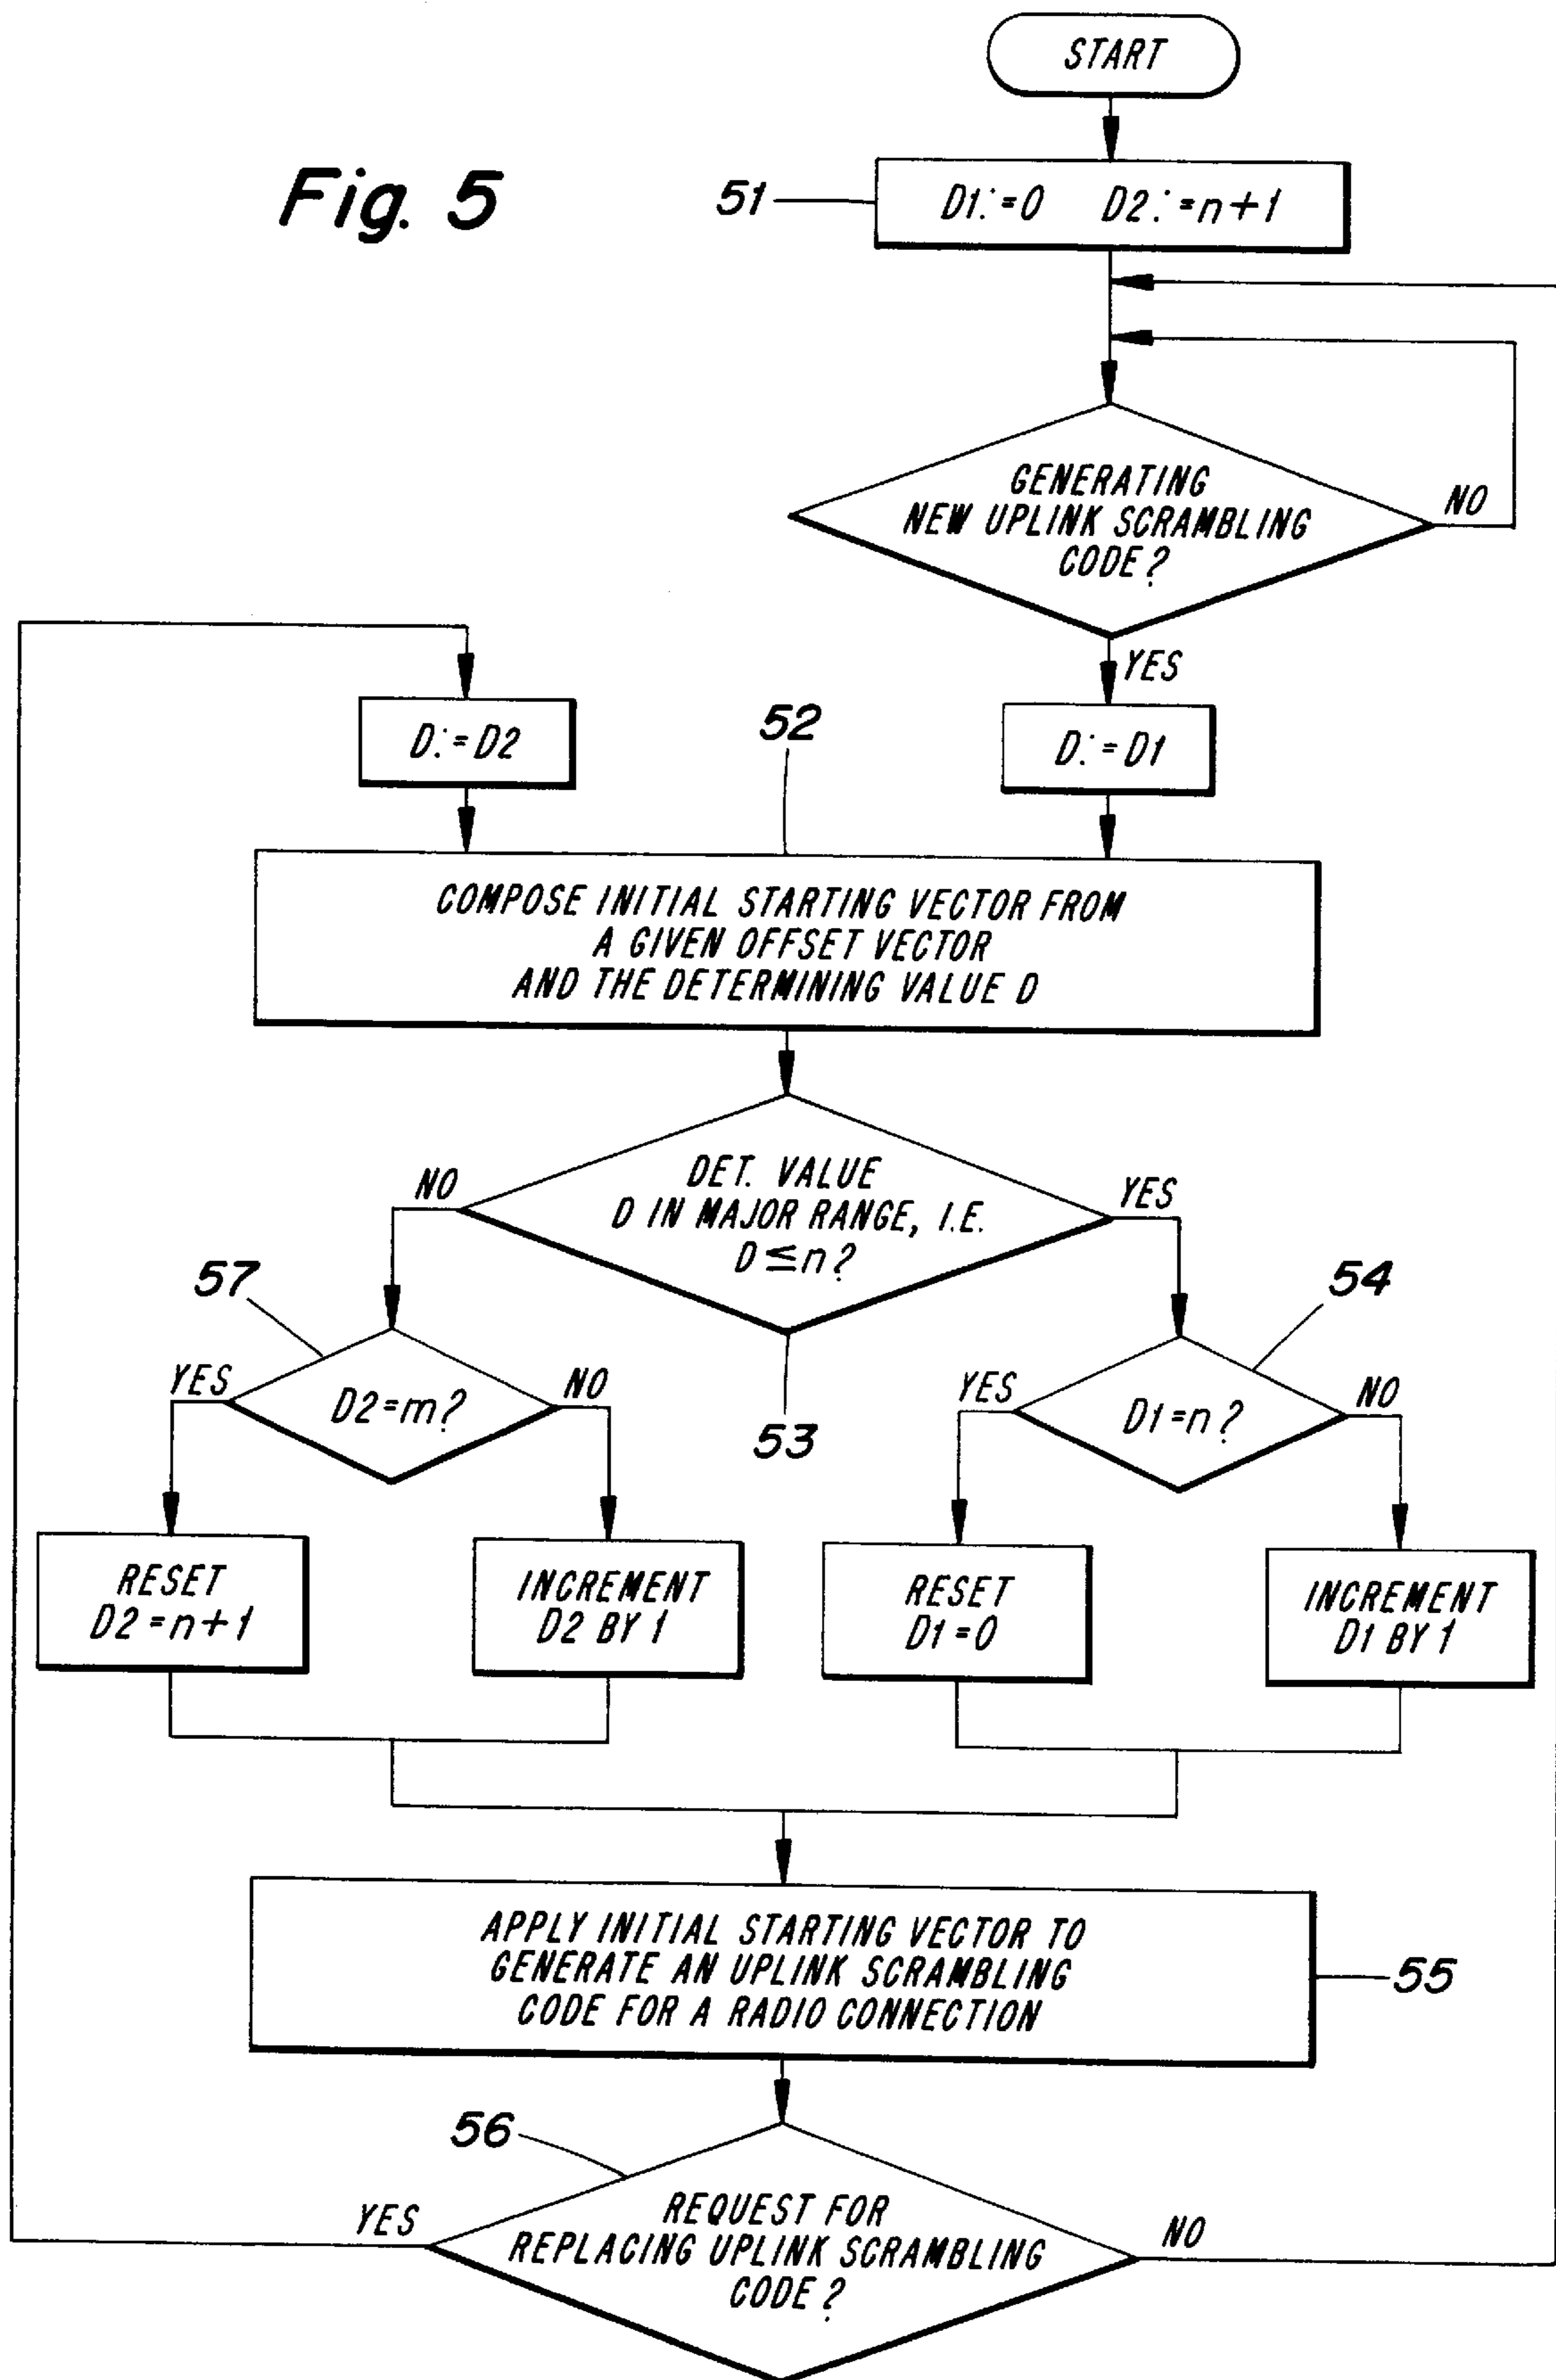 START
Fig. 5
51
D1:=0 D2:=n+1
GENERATING
NEW UPLINK SCRAMBLING
CODE?
NO
YES
D:=D2
52
D:=D1
COMPOSE INITIAL STARTING VECTOR FROM
A GIVEN OFFSET VECTOR
AND THE DETERMINING VALUE D
NO
DET. VALUE
D IN MAJOR RANGE, I.E.
D≤n?
YES
57
54
YES
D2=m?
NO
53
YES
D1=n?
NO
RESET
D2=n+1
INCREMENT
D2 BY 1
RESET
D1=0
INCREMENT
D1 BY 1
APPLY INITIAL STARTING VECTOR TO
GENERATE AN UPLINK SCRAMBLING
CODE FOR A RADIO CONNECTION
55
56
YES
REQUEST FOR
REPLACING UPLINK SCRAMBLING
CODE?
NO